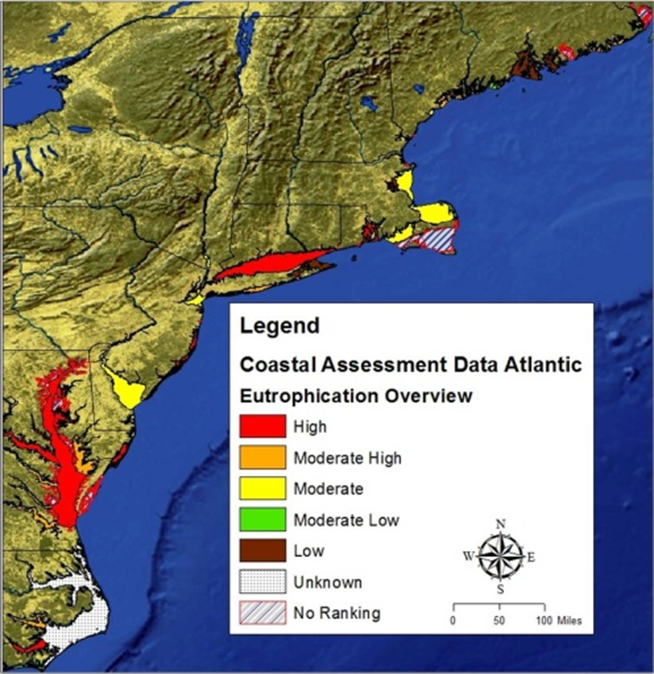 Legend
Coastal Assessment Data Atlantic
Eutrophication Overview
High
Moderate High
Moderate
Moderate Low
Low
Unknown
No Ranking
N
W E
S
0 50 100 Miles